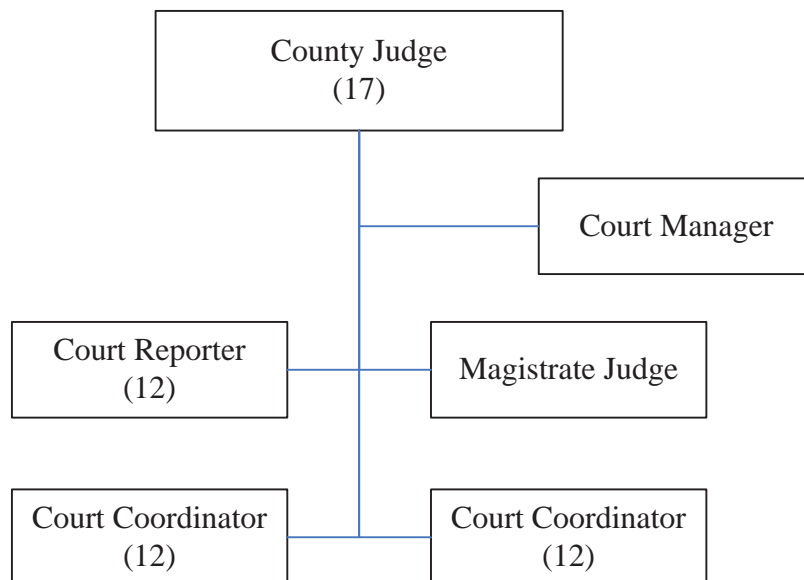 County Judge
(17)
Court Manager
Court Reporter
(12)
Magistrate Judge
Court Coordinator
(12)
Court Coordinator
(12)